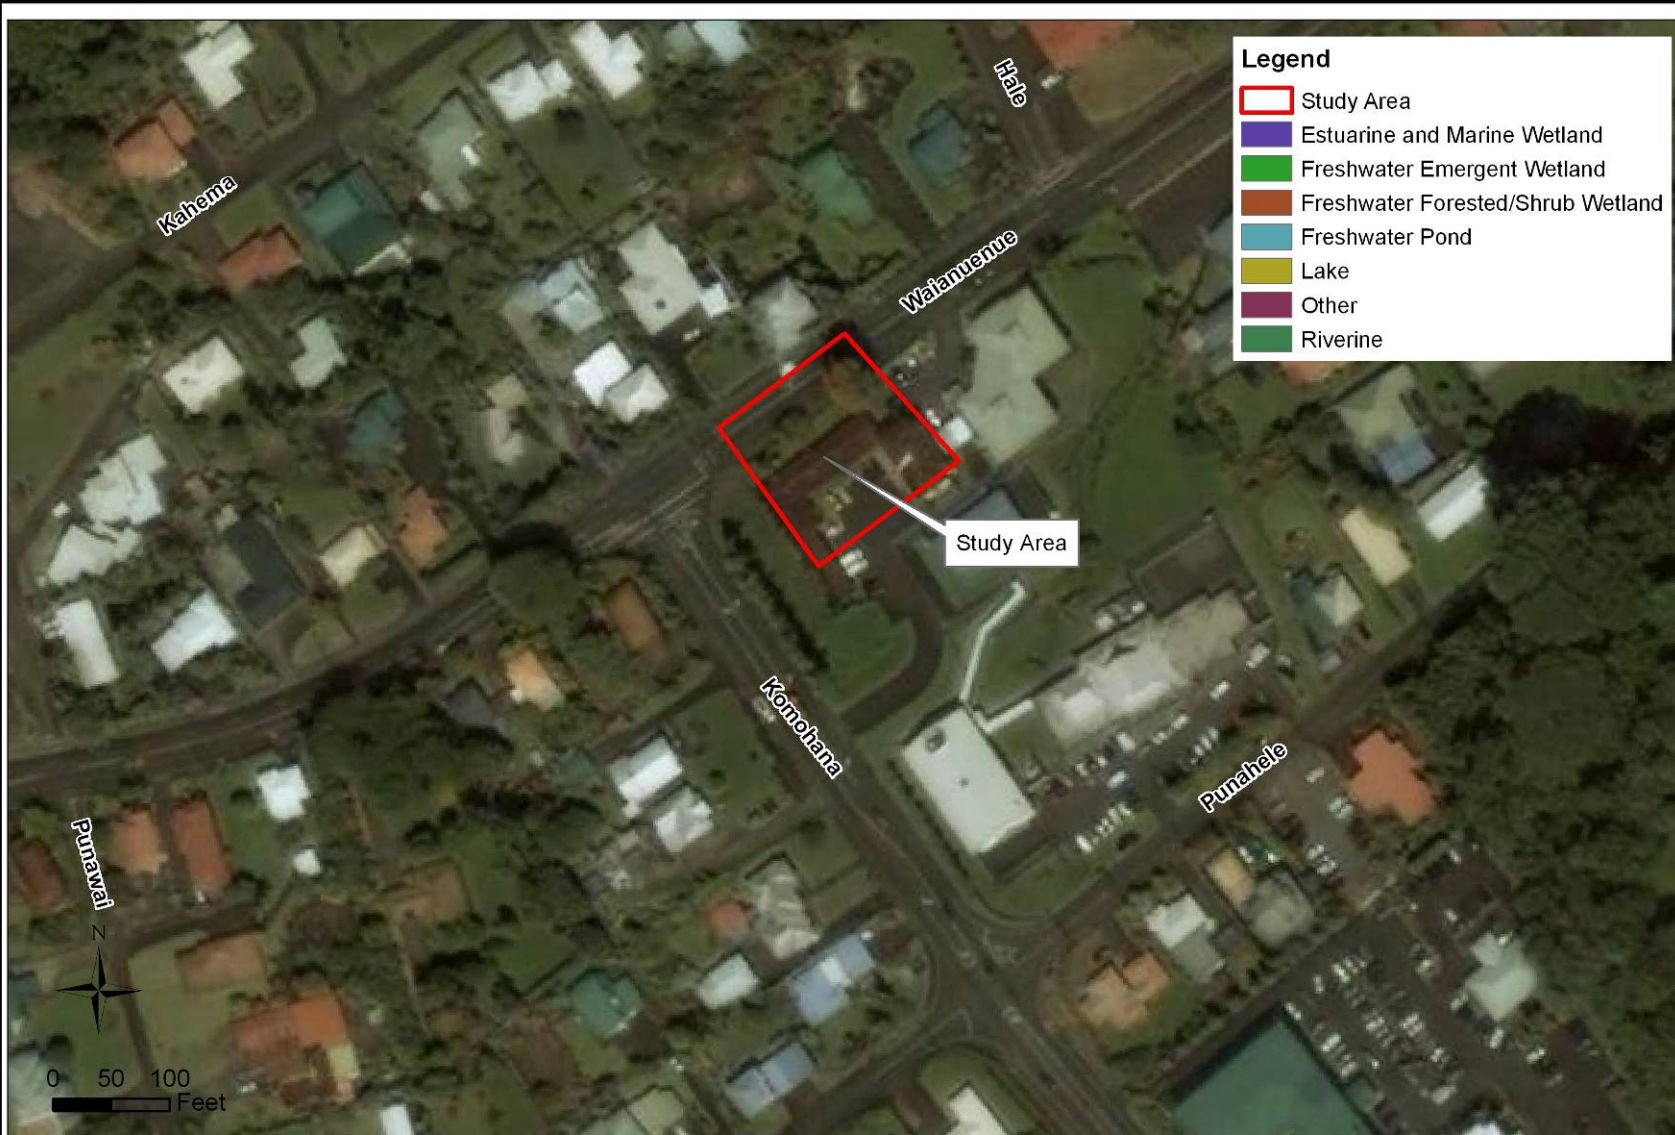 Legend
Study Area
Estuarine and Marine Wetland
Freshwater Emergent Wetland
Freshwater Forested/Shrub Wetland
Freshwater Pond
Lake
Other
Riverine
Hale
Kahema
Waianuenue
Study Area
Komohana
Punahele
Punawai
N
0 50 100
Feet